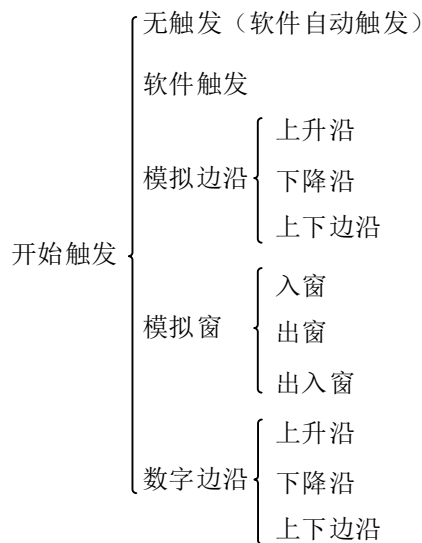 无触发（软件自动触发）
软件触发
上升沿
模拟边沿
下降沿
上下边沿
开始触发
入窗
模拟窗
出窗
出入窗
上升沿
数字边沿
下降沿
上下边沿